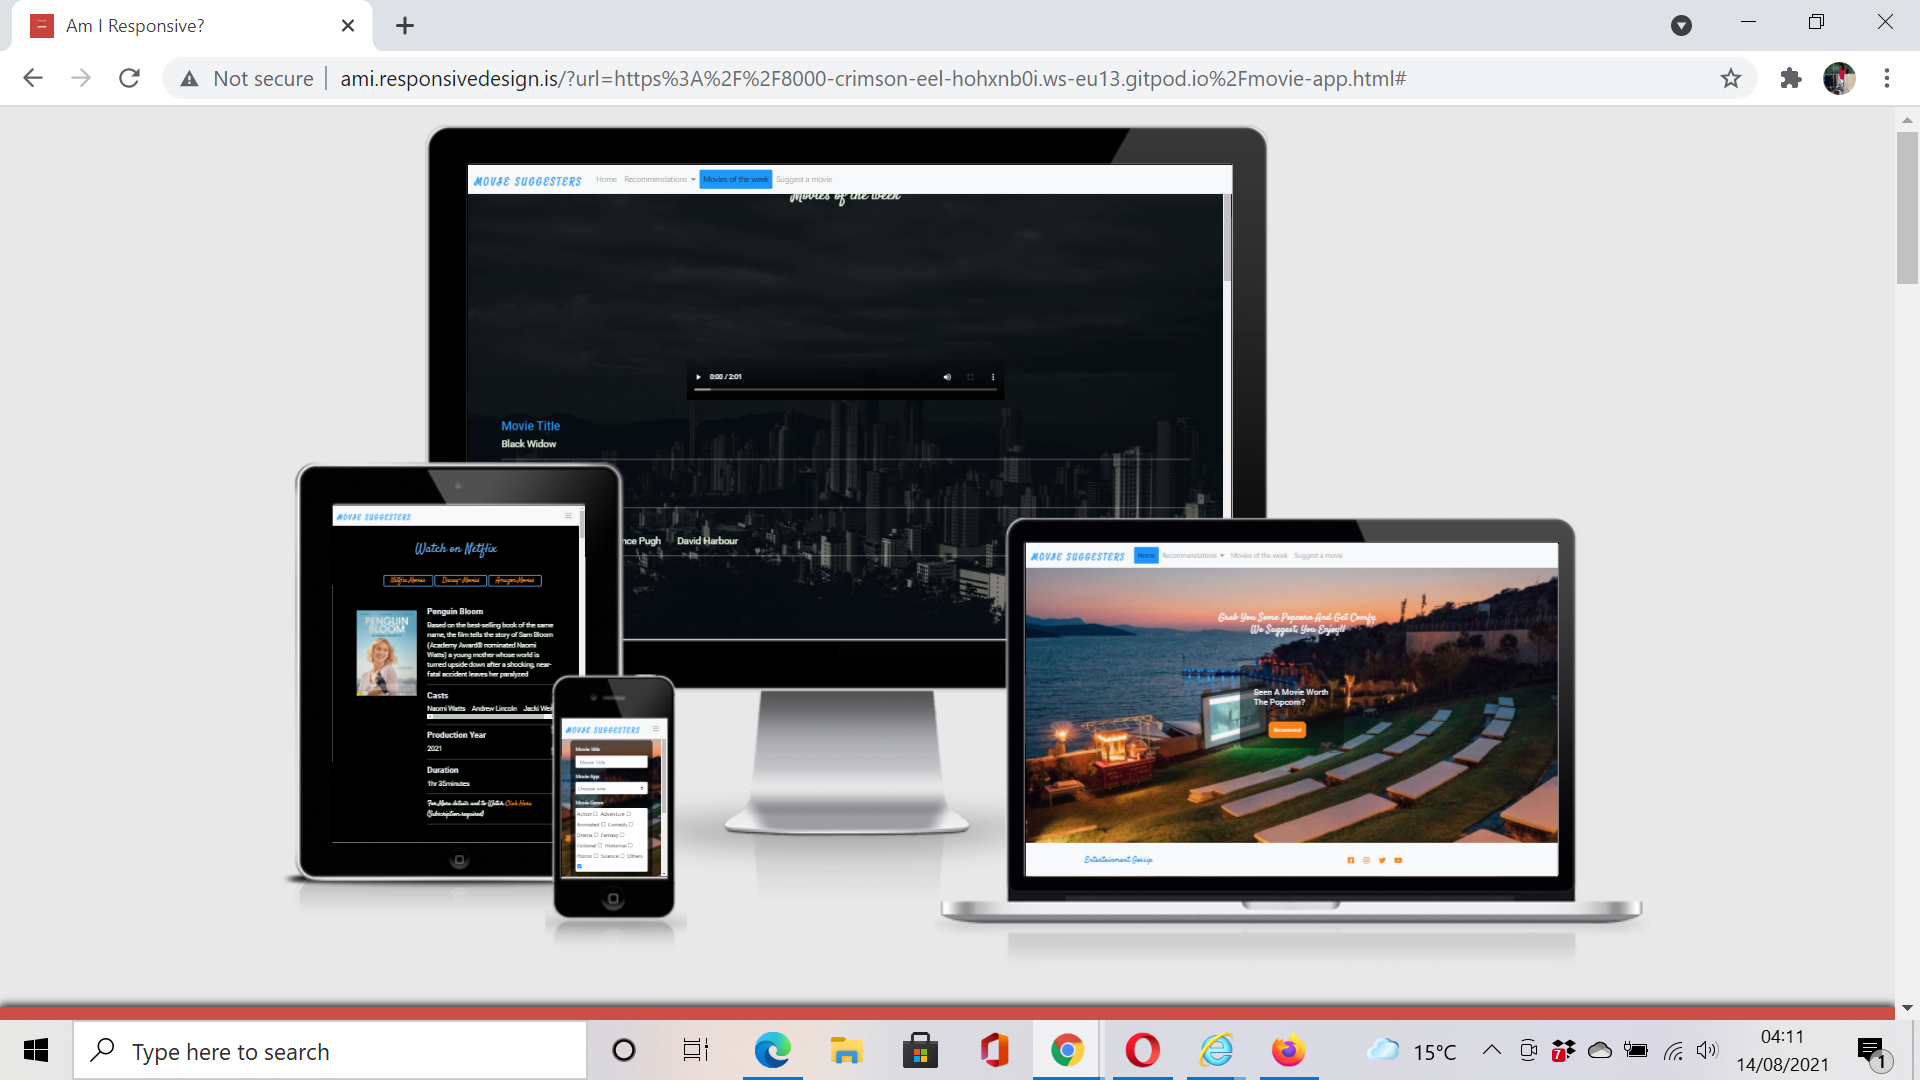 Am I Responsive?
Not secure
ami.responsivedesign.is/?url=https%3A%2F%2F8000-crimson-eel-hohxnb0i.ws-eu13.gitpod.io%2Fmovie-app.html#
MOVIE SUGGESTERS Home Recommendations Movies of the week Suggest a movie
Movies of the week
0:00 / 2:01
Movie Title
Black Widow
nce Pugh David Harbour
MOVIE SUGGESTERS
Watch on Netflix
Netflix Movies Disney+ Movies Amazon Movies
PENGUIN BLOOM
Penguin Bloom
Based on the best-selling book of the same
name, the film tells the story of Sam Bloom
(Academy Award® nominated Naomi
Watts) a young mother whose world is
turned upside down after a shocking, near-
fatal accident leaves her paralyzed
Casts
Naomi Watts Andrew Lincoln Jacki We
Production Year
2021
Duration
1hr 35minutes
For More details and to Watch Click Here
(Subscription required)
MOVIE SUGGESTERS
Movie title
Movie Title
Movie App
Choose one
Movie Genre
Action Adventure
Animated Comedy
Drama Fantasy
Fictional Historical
Horror Science Others
MOVIE SUGGESTERS Home Recommendations Movies of the week Suggest a movie
Grab You Some Popcorn And Get Comfy.
We Suggest, You Enjoy!!
Seen A Movie Worth
The Popcorn?
Recommend
Entertainment Gossip
Type here to search
7
15°C
04:11
14/08/2021
1